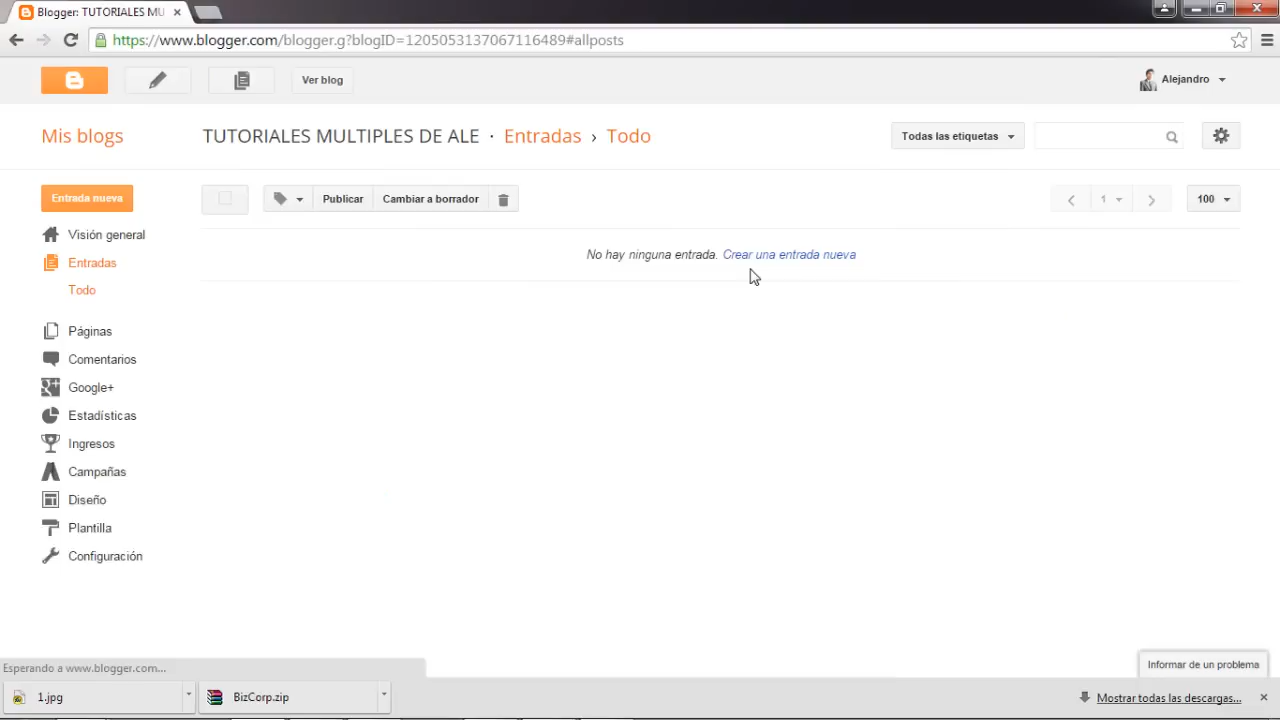 Blogger: TUTORIALES MU
https://www.blogger.com/blogger.g?blogID=1205053137067116489#allposts
Ver blog
Alejandro
Mis blogs
TUTORIALES MULTIPLES DE ALE · Entradas › Todo
Todas las etiquetas
Entrada nueva
Publicar
Cambiar a borrador
1
100
Visión general
No hay ninguna entrada. Crear una entrada nueva
Entradas
Todo
Páginas
Comentarios
Google+
Estadísticas
Ingresos
Campañas
Diseño
Plantilla
Configuración
Esperando a www.blogger.com...
Informar de un problema
1.jpg
BizCorp.zip
Mostrar todas las descargas...